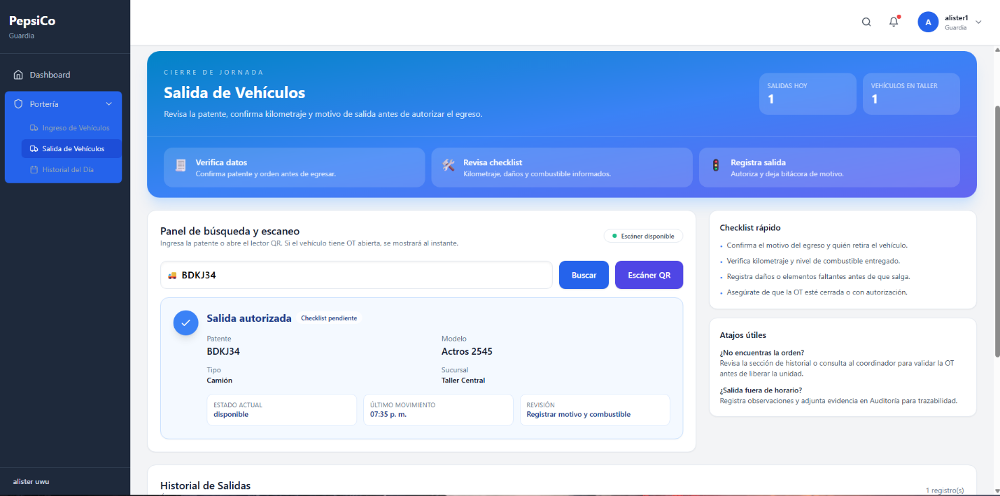 PepsiCo
Guardia
Dashboard
Portería
Ingreso de Vehículos
Salida de Vehículos
Historial del Día
alister uwu
A
alister1
Guardia
CIERRE DE JORNADA
Salida de Vehículos
Revisa la patente, confirma kilometraje y motivo de salida antes de autorizar el egreso.
SALIDAS HOY
1
VEHÍCULOS EN TALLER
1
Verifica datos
Confirma patente y orden antes de egresar.
Revisa checklist
Kilometraje, daños y combustible informados.
Registra salida
Autoriza y deja bitácora de motivo.
Panel de búsqueda y escaneo
Ingresa la patente o abre el lector QR. Si el vehículo tiene OT abierta, se mostrará al instante.
Escáner disponible
BDKJ34
Buscar
Escáner QR
Salida autorizada
Checklist pendiente
Patente
BDKJ34
Modelo
Actros 2545
Tipo
Camión
Sucursal
Taller Central
ESTADO ACTUAL
disponible
ÚLTIMO MOVIMIENTO
07:35 p. m.
REVISIÓN
Registrar motivo y combustible
Checklist rápido
• Confirma el motivo del egreso y quién retira el vehículo.
• Verifica kilometraje y nivel de combustible entregado.
• Registra daños o elementos faltantes antes de que salga.
• Asegúrate de que la OT esté cerrada o con autorización.
Atajos útiles
¿No encuentras la orden?
Revisa la sección de historial o consulta al coordinador para validar la OT
antes de liberar la unidad.
¿Salida fuera de horario?
Registra observaciones y adjunta evidencia en Auditoría para trazabilidad.
Historial de Salidas
1 registro(s)